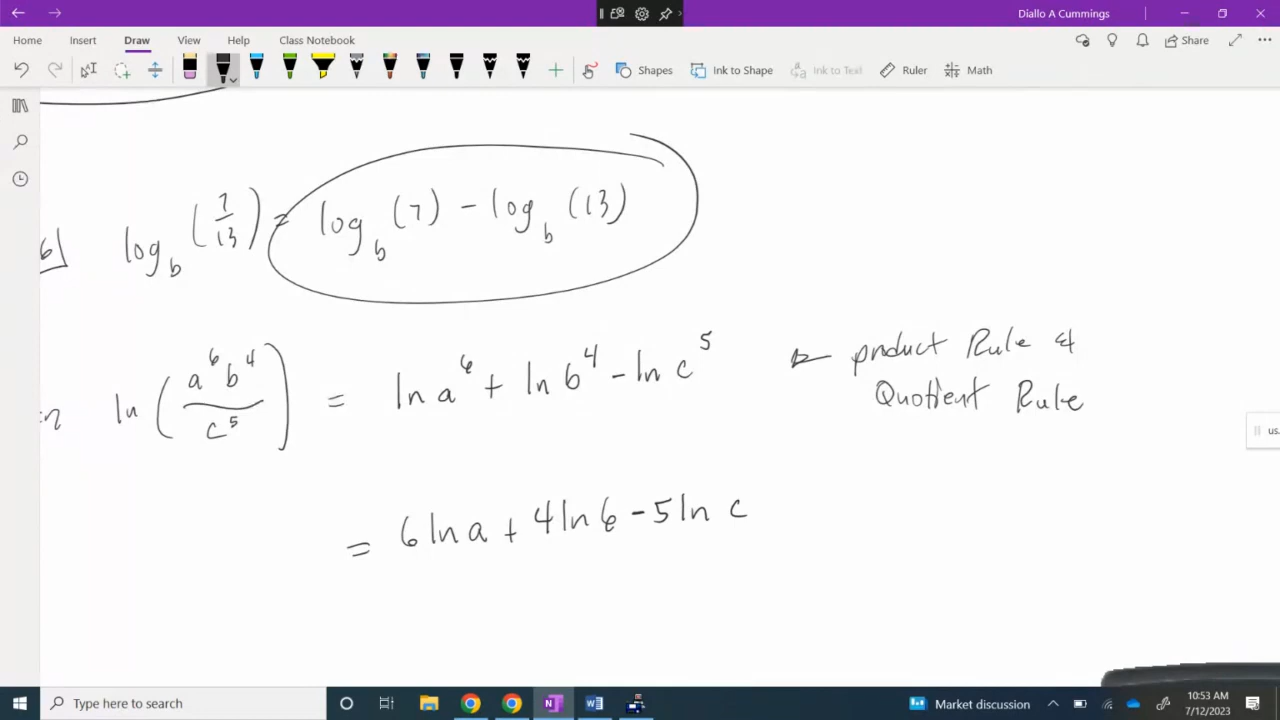 Diallo A Cummings
Home Insert Draw View Help Class Notebook
Share
Shapes Ink to Shape Ink to Text Ruler Math
6] log_b (7/13) = log_b (7) - log_b (13)
ln (a^6 b^4 / c^5) = ln a^6 + ln b^4 - ln c^5
product Rule &
Quotient Rule
us.
= 6 ln a + 4 ln b - 5 ln c
Type here to search
Market discussion
10:53 AM
7/12/2023